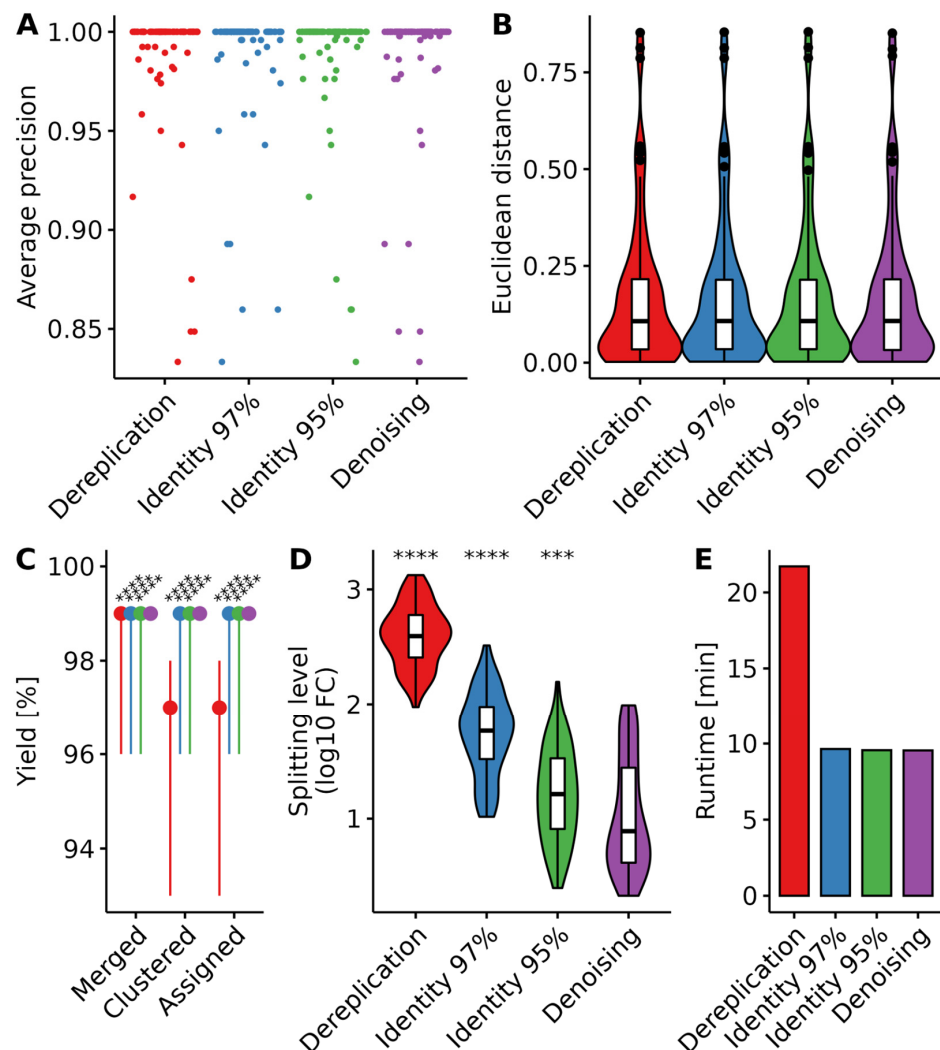 A
Average precision
1.00
0.95
0.90
0.85
Dereplication
Identity 97%
Identity 95%
Denoising
B
Euclidean distance
0.75
0.50
0.25
0.00
Dereplication
Identity 97%
Identity 95%
Denoising
C
Yield [%]
100
98
96
94
Merged
Clustered
Assigned
D
Splitting level
(log10 FC)
3
2
1
**** **** ***
Dereplication
Identity 97%
Identity 95%
Denoising
E
Runtime [min]
20
15
10
5
0
Dereplication
Identity 97%
Identity 95%
Denoising